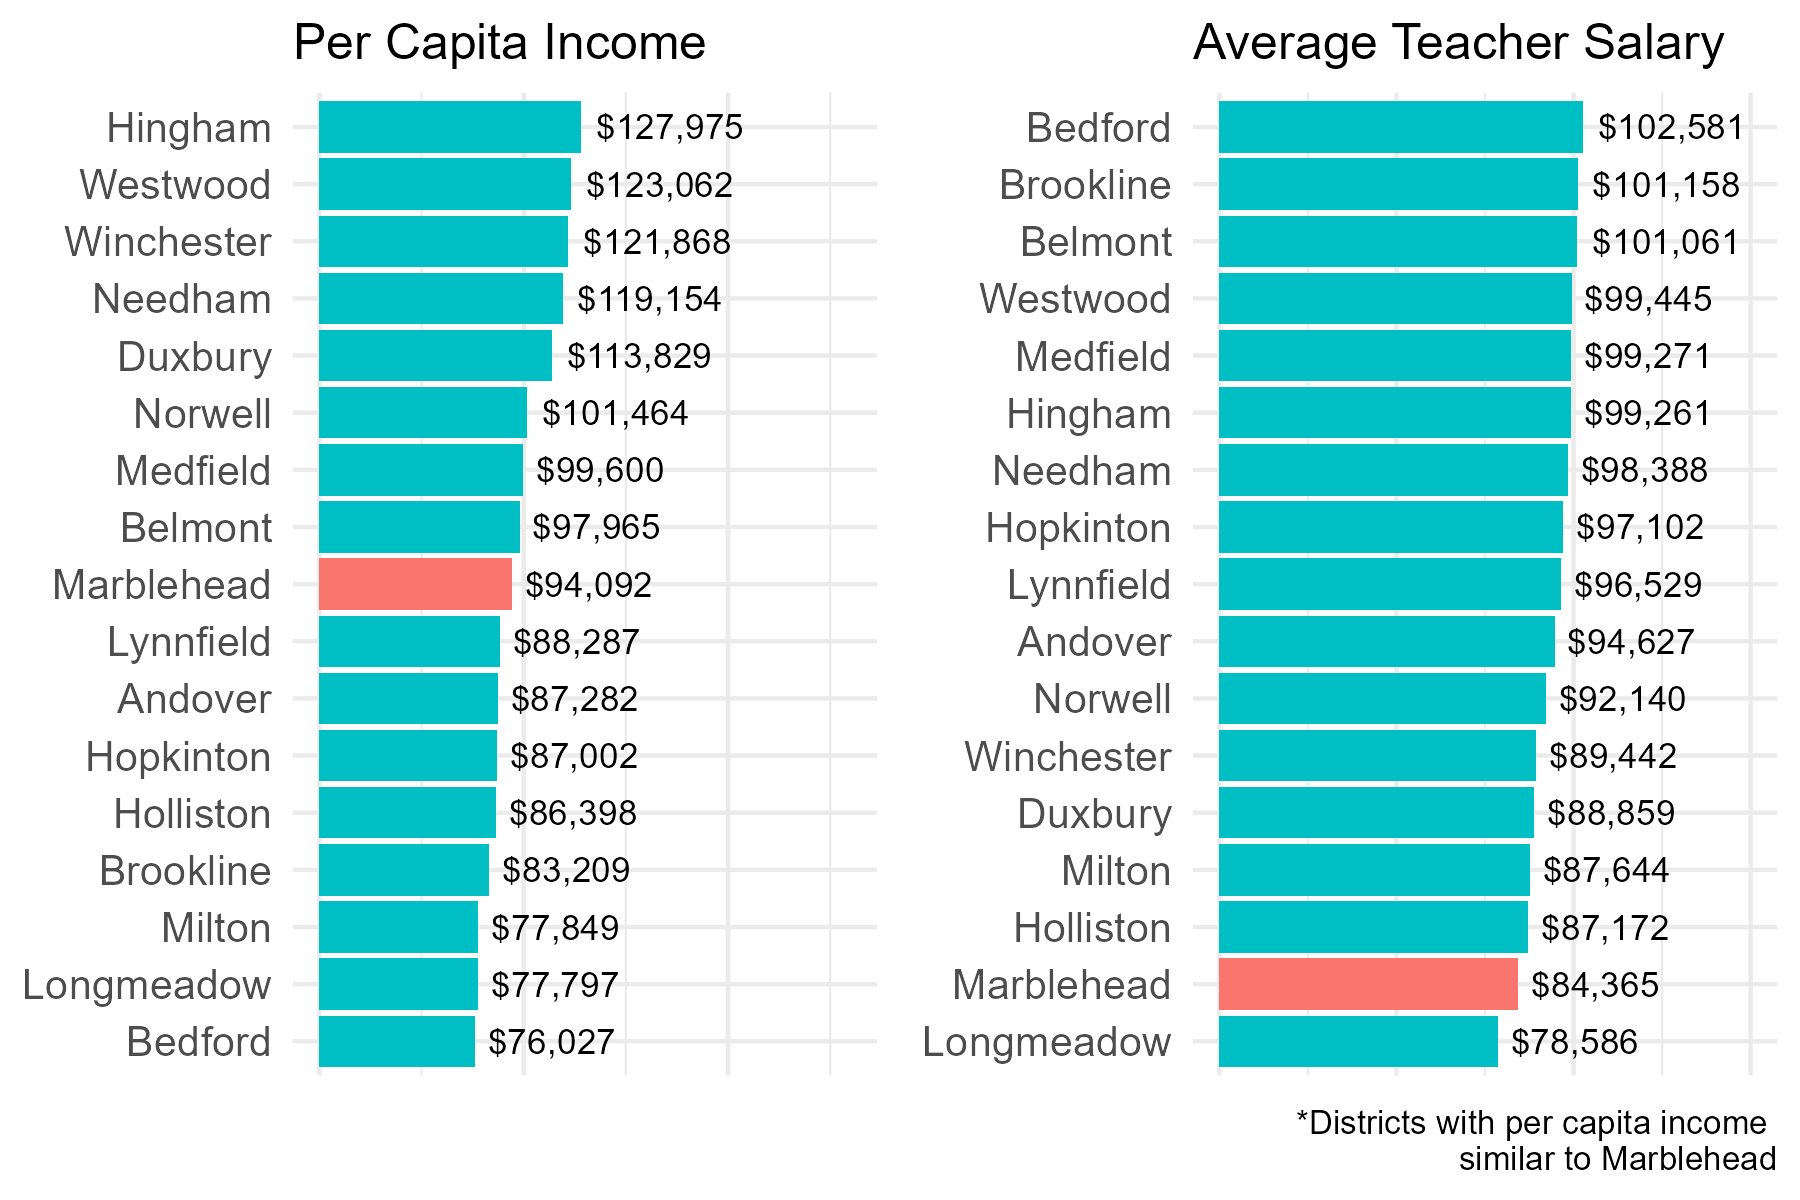 Per Capita Income
Hingham $127,975
Westwood $123,062
Winchester $121,868
Needham $119,154
Duxbury $113,829
Norwell $101,464
Medfield $99,600
Belmont $97,965
Marblehead $94,092
Lynnfield $88,287
Andover $87,282
Hopkinton $87,002
Holliston $86,398
Brookline $83,209
Milton $77,849
Longmeadow $77,797
Bedford $76,027
Average Teacher Salary
Bedford $102,581
Brookline $101,158
Belmont $101,061
Westwood $99,445
Medfield $99,271
Hingham $99,261
Needham $98,388
Hopkinton $97,102
Lynnfield $96,529
Andover $94,627
Norwell $92,140
Winchester $89,442
Duxbury $88,859
Milton $87,644
Holliston $87,172
Marblehead $84,365
Longmeadow $78,586
*Districts with per capita income
similar to Marblehead